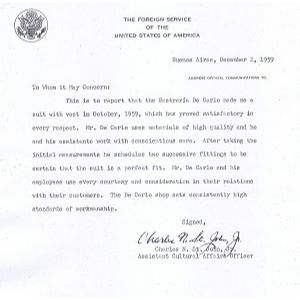 THE FOREIGN SERVICE
OF THE
UNITED STATES OF AMERICA
Buenos Aires, December 2, 1959
ADDRESS OFFICIAL COMMUNICATIONS TO:
To Whom it May Concern:
This is to report that the Sastreria De Carlo made me a
suit with vest in October, 1959, which has proved satisfactory in
every respect. Mr. De Carlo uses materials of high quality and he
and his assistants work with conscientious care. After taking the
initial measurements he schedules two successive fittings to be
certain that the suit is a perfect fit. Mr. De Carlo and his
employees use every courtesy and consideration in their relations
with their customers. The De Carlo shop sets consistently high
standards of workmanship.
Signed,
Charles N. St. John, Jr.
Charles N. St. John, Jr.
Assistant Cultural Affairs Officer